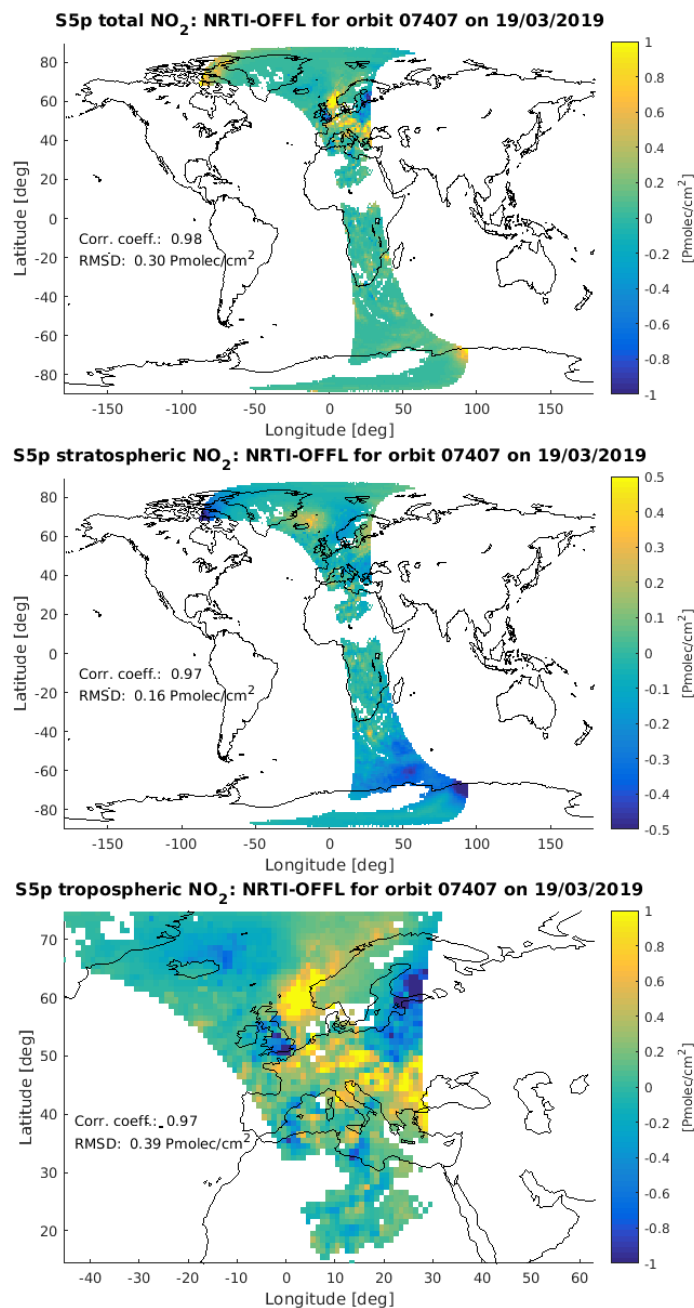 S5p total NO2: NRTI-OFFL for orbit 07407 on 19/03/2019
80
60
40
20
0
-20
-40
-60
-80
Latitude [deg]
Corr. coeff.: 0.98
RMSD: 0.30 Pmolec/cm2
-150 -100 -50 0 50 100 150
Longitude [deg]
1
0.8
0.6
0.4
0.2
0
-0.2
-0.4
-0.6
-0.8
-1
[Pmolec/cm2]
S5p stratospheric NO2: NRTI-OFFL for orbit 07407 on 19/03/2019
80
60
40
20
0
-20
-40
-60
-80
Latitude [deg]
Corr. coeff.: 0.97
RMSD: 0.16 Pmolec/cm2
-150 -100 -50 0 50 100 150
Longitude [deg]
0.5
0.4
0.3
0.2
0.1
0
-0.1
-0.2
-0.3
-0.4
-0.5
[Pmolec/cm2]
S5p tropospheric NO2: NRTI-OFFL for orbit 07407 on 19/03/2019
70
60
50
40
30
20
Latitude [deg]
Corr. coeff.: 0.97
RMSD: 0.39 Pmolec/cm2
-40 -30 -20 -10 0 10 20 30 40 50 60
Longitude [deg]
1
0.8
0.6
0.4
0.2
0
-0.2
-0.4
-0.6
-0.8
-1
[Pmolec/cm2]